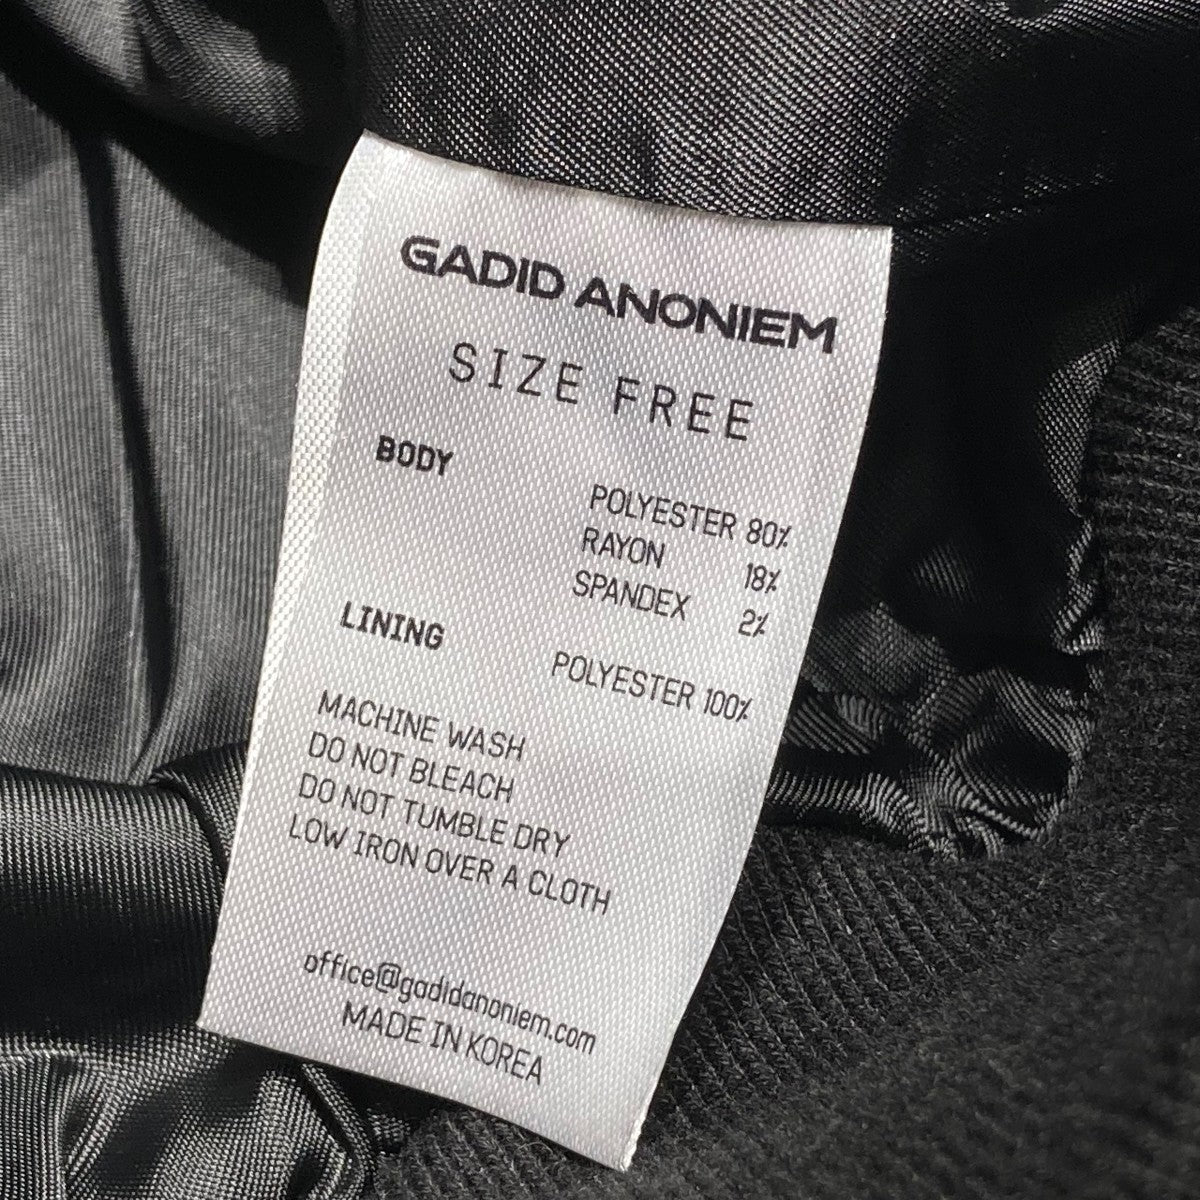 GADID ANONIEM
SIZE FREE
BODY
POLYESTER 80%
RAYON 18%
SPANDEX 2%
LINING
POLYESTER 100%
MACHINE WASH
DO NOT BLEACH
DO NOT TUMBLE DRY
LOW IRON OVER A CLOTH
office@gadidanoniem.com
MADE IN KOREA